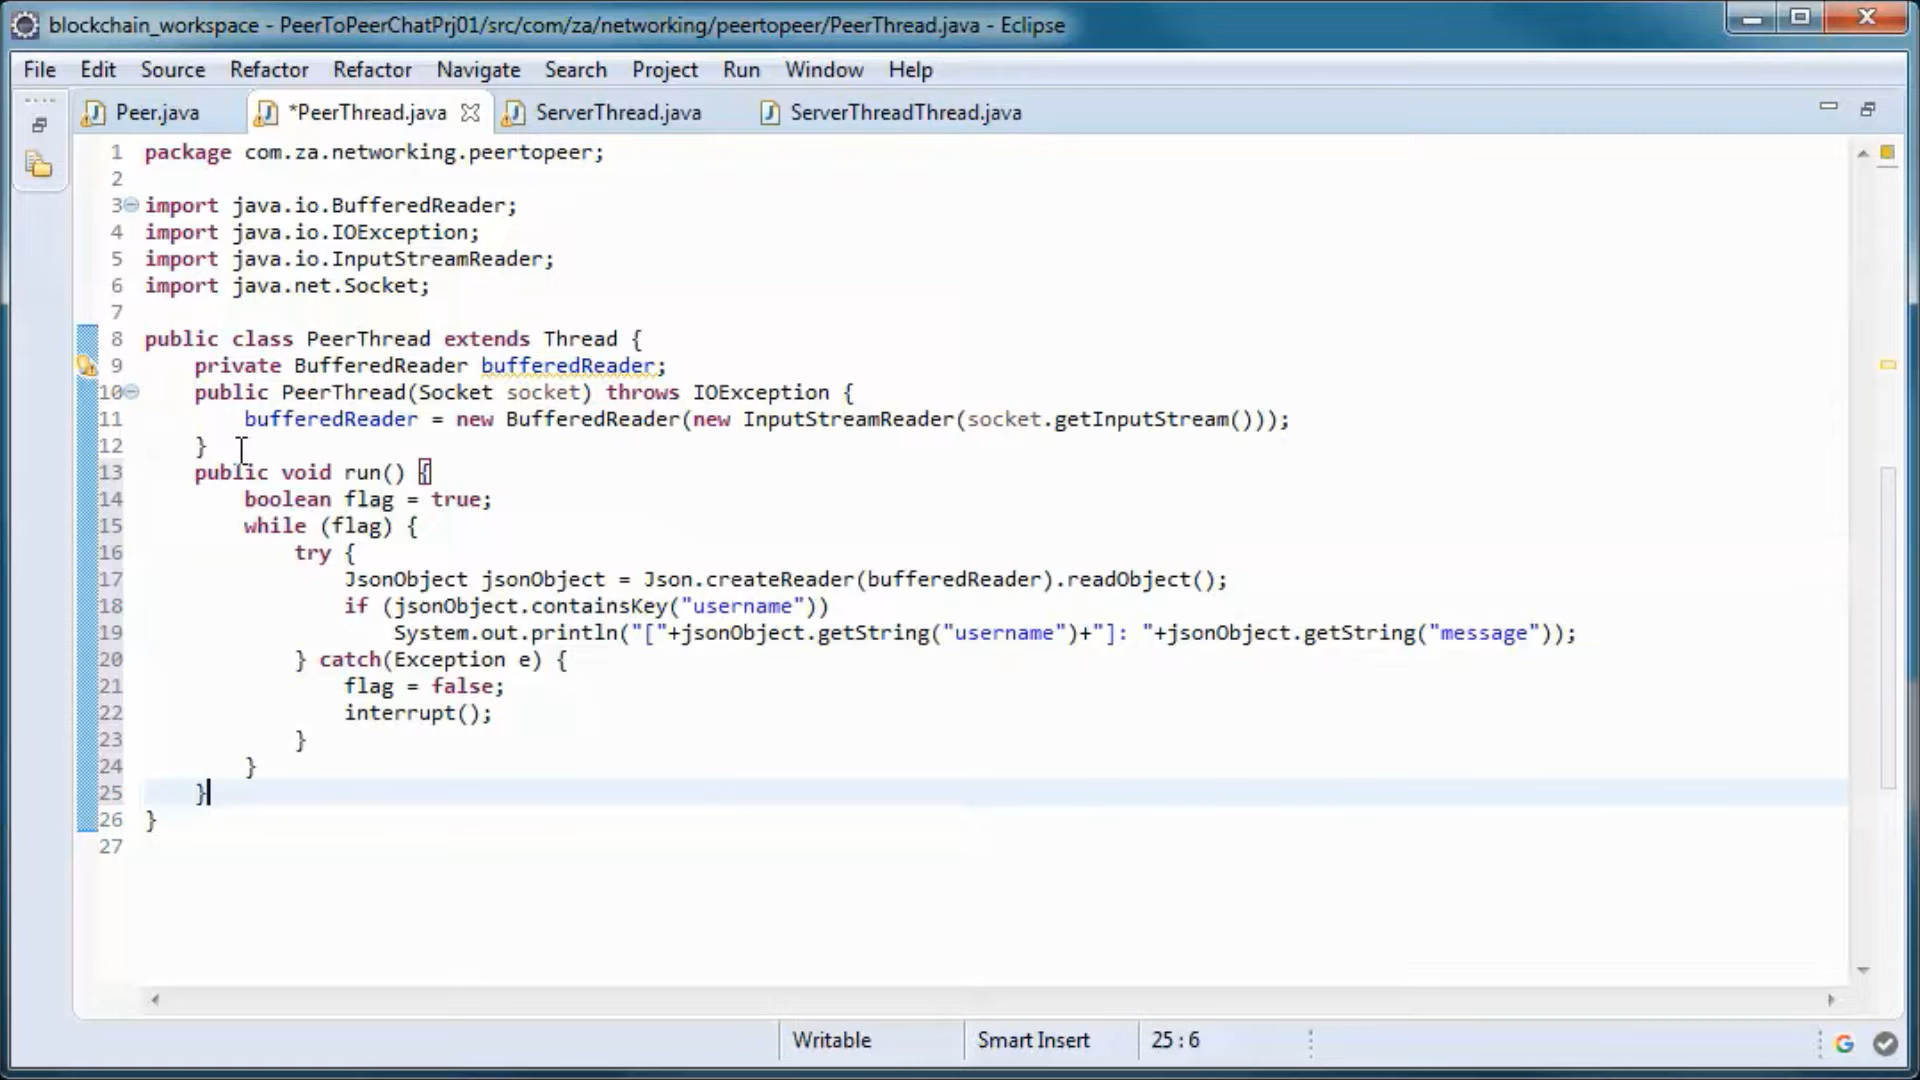 blockchain_workspace - PeerToPeerChatPrj01/src/com/za/networking/peertopeer/PeerThread.java - Eclipse
File Edit Source Refactor Refactor Navigate Search Project Run Window Help
Peer.java *PeerThread.java ServerThread.java ServerThreadThread.java
1 package com.za.networking.peertopeer;
2
3 import java.io.BufferedReader;
4 import java.io.IOException;
5 import java.io.InputStreamReader;
6 import java.net.Socket;
7
8 public class PeerThread extends Thread {
9     private BufferedReader bufferedReader;
10     public PeerThread(Socket socket) throws IOException {
11         bufferedReader = new BufferedReader(new InputStreamReader(socket.getInputStream()));
12     }
13     public void run() {
14         boolean flag = true;
15         while (flag) {
16             try {
17                 JsonObject jsonObject = Json.createReader(bufferedReader).readObject();
18                 if (jsonObject.containsKey("username"))
19                     System.out.println("["+jsonObject.getString("username")+"]: "+jsonObject.getString("message"));
20             } catch(Exception e) {
21                 flag = false;
22                 interrupt();
23             }
24         }
25     }
26 }
27
Writable Smart Insert 25 : 6